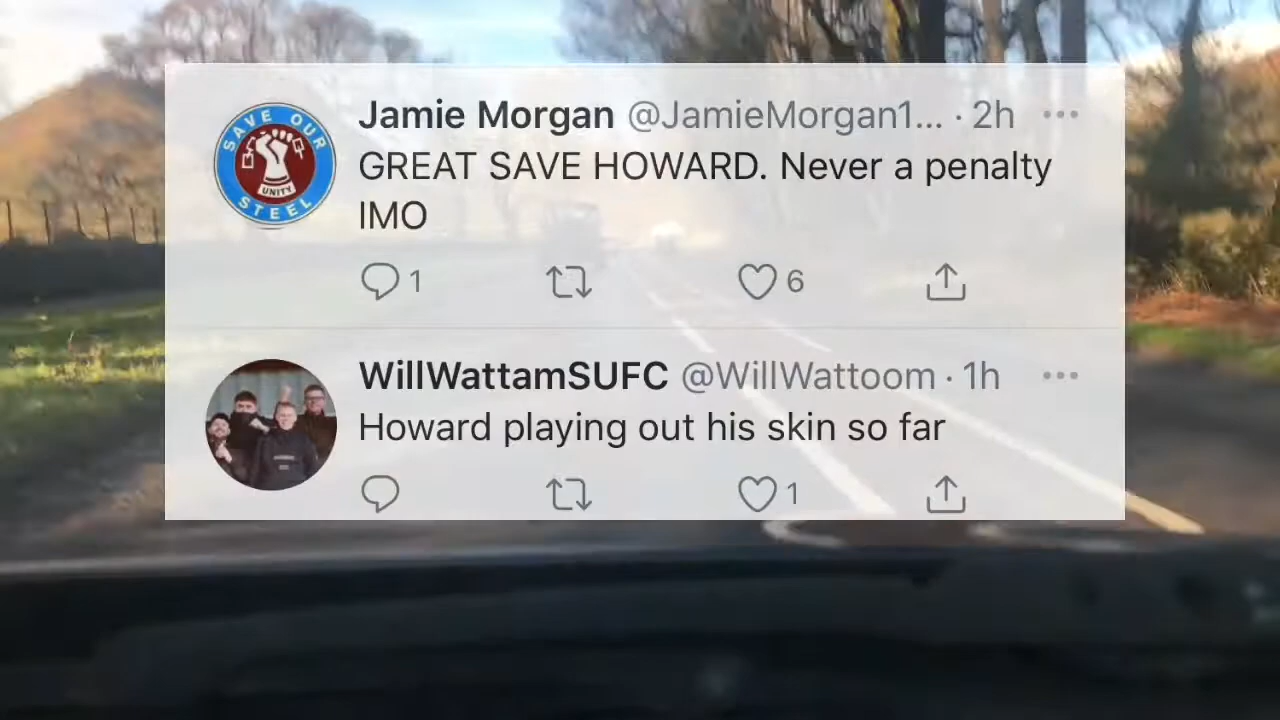 SAVE OUR
UNITY
STEEL
Jamie Morgan @JamieMorgan1... · 2h
GREAT SAVE HOWARD. Never a penalty
IMO
1 6
WillWattamSUFC @WillWattoom · 1h
Howard playing out his skin so far
1